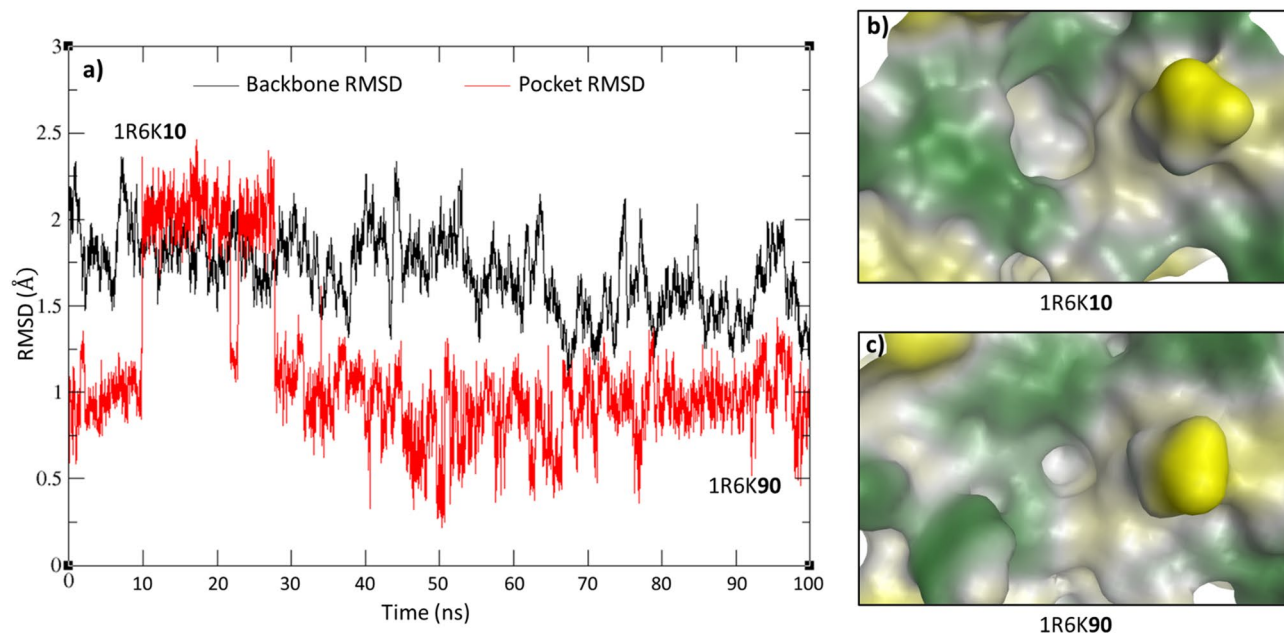 a)
Backbone RMSD
Pocket RMSD
1R6K10
1R6K90
RMSD (Å)
3
2.5
2
1.5
1
0.5
0
0 10 20 30 40 50 60 70 80 90 100
Time (ns)
b)
1R6K10
c)
1R6K90